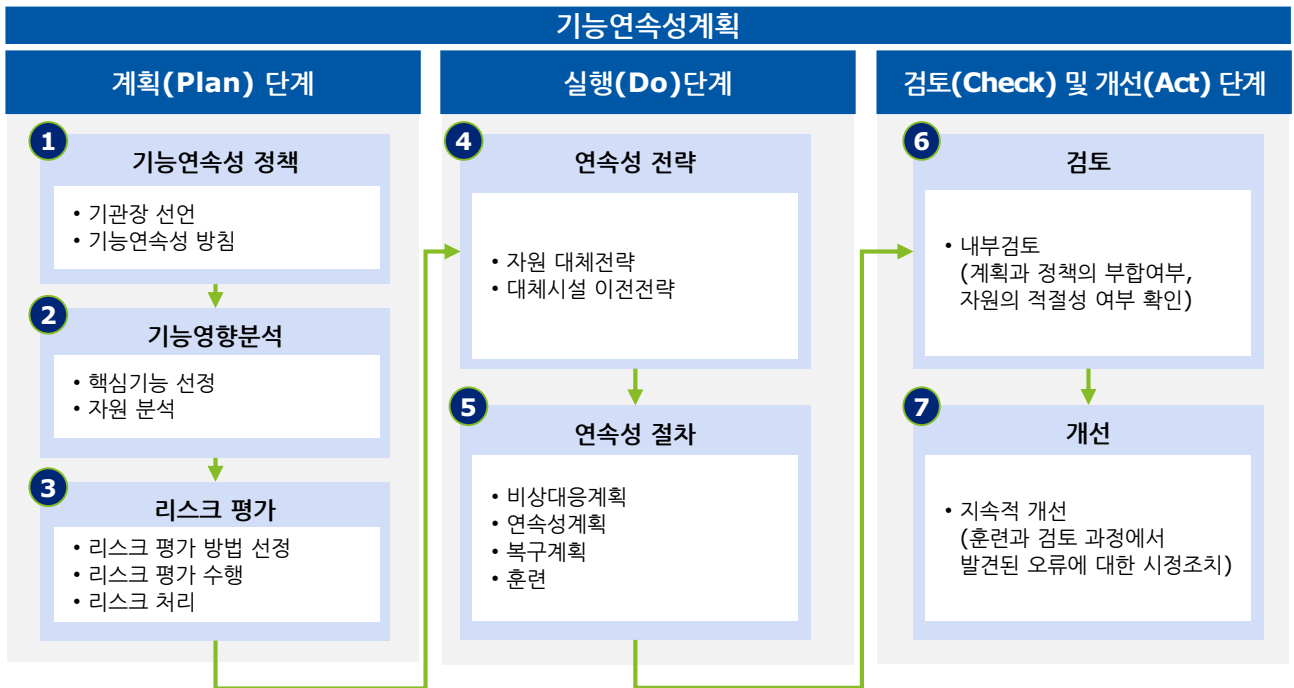 기능연속성계획
계획(Plan) 단계
1
기능연속성 정책
• 기관장 선언
• 기능연속성 방침
2
기능영향분석
• 핵심기능 선정
• 자원 분석
3
리스크 평가
• 리스크 평가 방법 선정
• 리스크 평가 수행
• 리스크 처리
실행(Do)단계
4
연속성 전략
• 자원 대체전략
• 대체시설 이전전략
5
연속성 절차
• 비상대응계획
• 연속성계획
• 복구계획
• 훈련
검토(Check) 및 개선(Act) 단계
6
검토
• 내부검토
(계획과 정책의 부합여부,
자원의 적절성 여부 확인)
7
개선
• 지속적 개선
(훈련과 검토 과정에서
발견된 오류에 대한 시정조치)